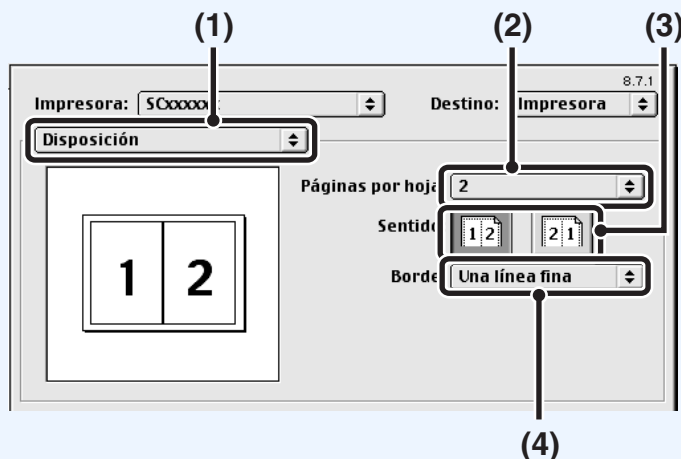 (1) (2) (3)
8.7.1
Impresora: SCxxxxxx Destino: Impresora
Disposición
Páginas por hoja 2
Sentido 1 2 2 1
1 2
Borde Una línea fina
(4)